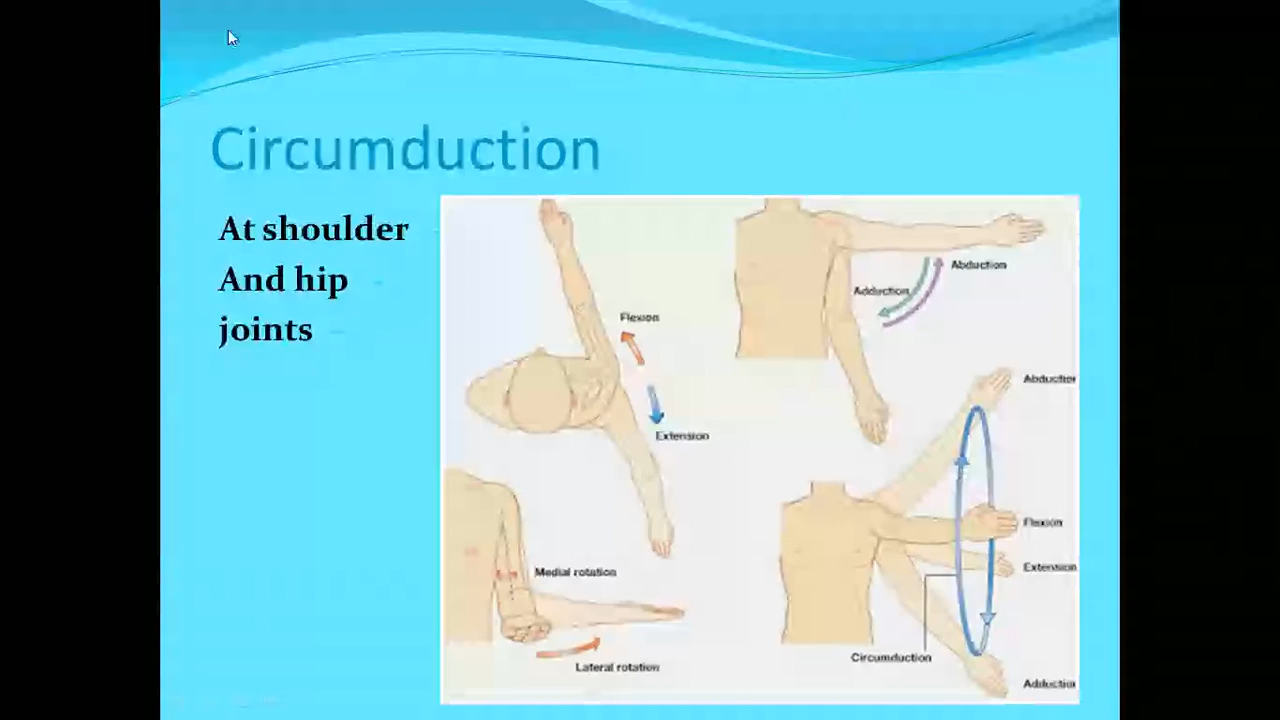 Circumduction
At shoulder
And hip
joints
Flexion
Extension
Abduction
Adduction
Medial rotation
Lateral rotation
Abduction
Flexion
Extension
Circumduction
Adduction